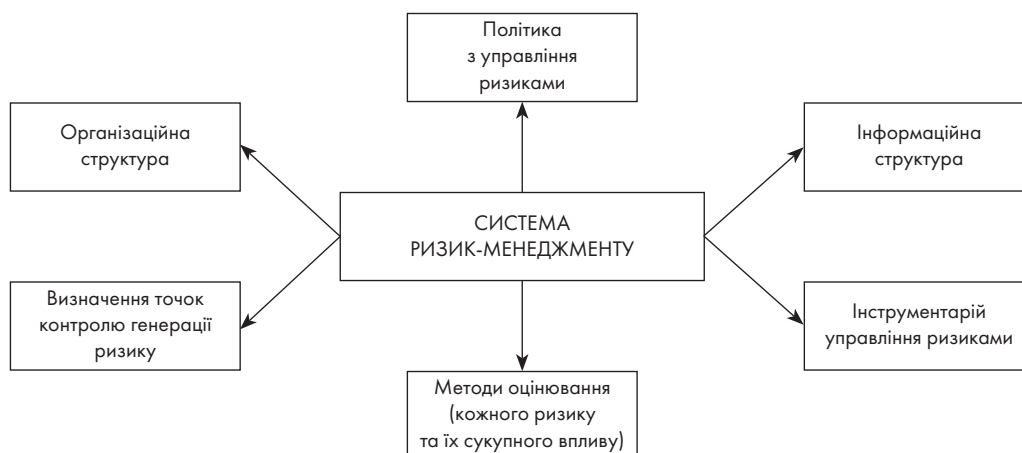 Політика
з управління
ризиками
Організаційна
структура
Інформаційна
структура
СИСТЕМА
РИЗИК-МЕНЕДЖМЕНТУ
Визначення точок
контролю генерації
ризику
Інструментарій
управління ризиками
Методи оцінювання
(кожного ризику
та їх сукупного впливу)